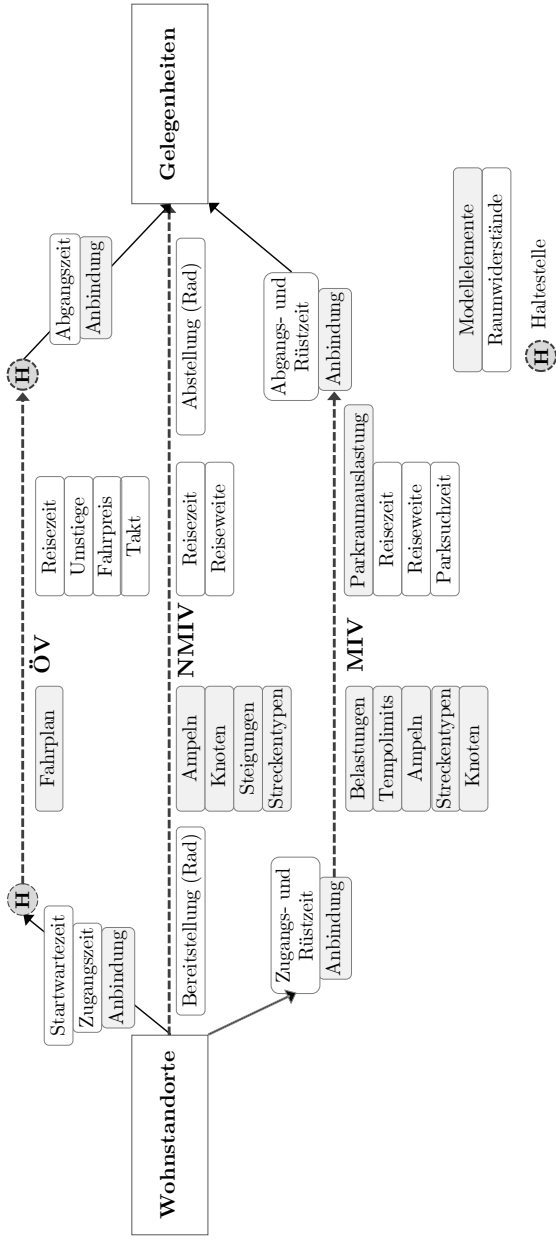 Wohnstandorte
Gelegenheiten
H
H
Startwartezeit
Zugangszeit
Anbindung
Fahrplan
ÖV
Reisezeit
Umstiege
Fahrpreis
Takt
Abgangszeit
Anbindung
Bereitstellung (Rad)
Ampeln
Knoten
Steigungen
Streckentypen
NMIV
Reisezeit
Reiseweite
Abstellung (Rad)
Zugangs- und
Rüstzeit
Anbindung
Belastungen
Tempolimits
Ampeln
Streckentypen
Knoten
MIV
Parkraumauslastung
Reisezeit
Reiseweite
Parksuchzeit
Abgangs- und
Rüstzeit
Anbindung
Modellelemente
Raumwiderstände
H Haltestelle